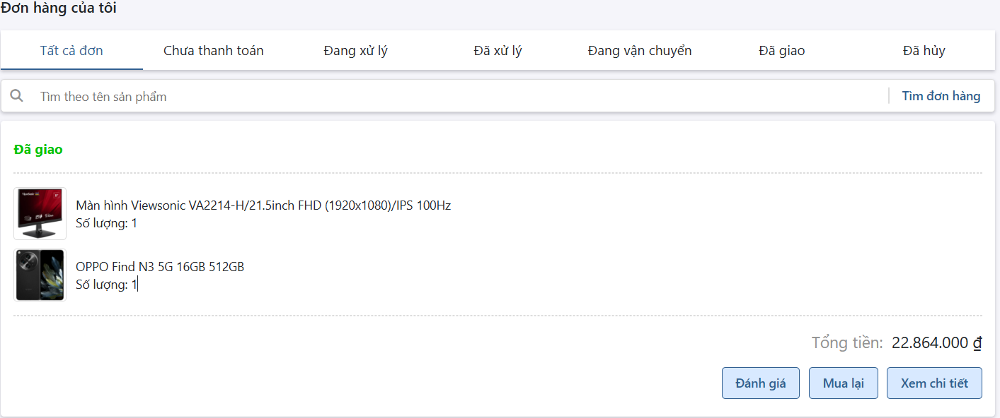 Đơn hàng của tôi
Tất cả đơn Chưa thanh toán Đang xử lý Đã xử lý Đang vận chuyển Đã giao Đã hủy
Tìm theo tên sản phẩm Tìm đơn hàng
Đã giao
Màn hình Viewsonic VA2214-H/21.5inch FHD (1920x1080)/IPS 100Hz
Số lượng: 1
OPPO Find N3 5G 16GB 512GB
Số lượng: 1
Tổng tiền: 22.864.000 ₫
Đánh giá Mua lại Xem chi tiết